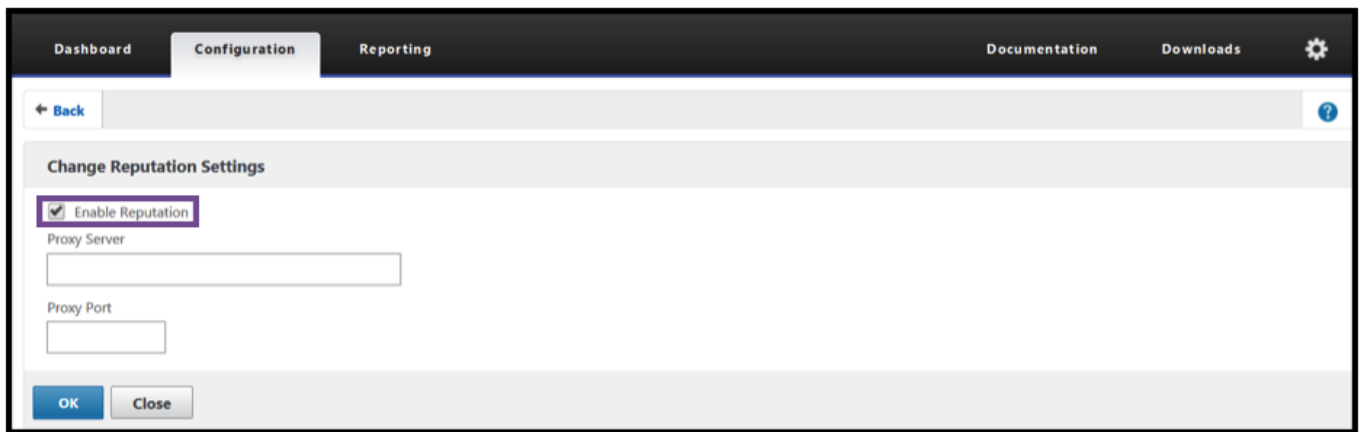 Dashboard Configuration Reporting Documentation Downloads
Back
?
Change Reputation Settings
Enable Reputation
Proxy Server
Proxy Port
OK Close